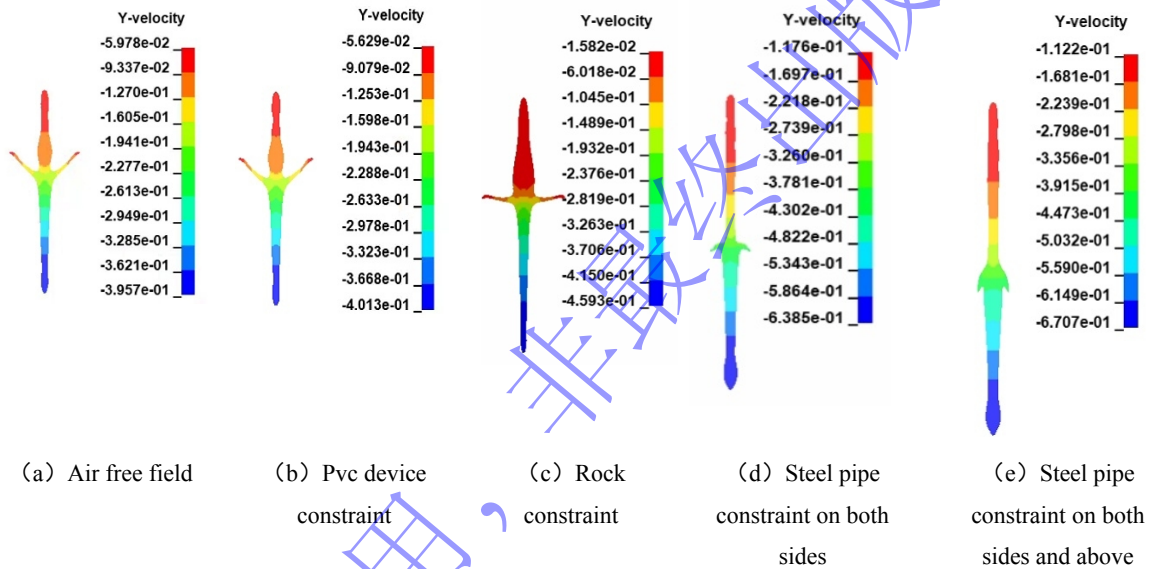 Y-velocity
-5.978e-02
-9.337e-02
-1.270e-01
-1.605e-01
-1.941e-01
-2.277e-01
-2.613e-01
-2.949e-01
-3.285e-01
-3.621e-01
-3.957e-01
Y-velocity
-5.629e-02
-9.079e-02
-1.253e-01
-1.598e-01
-1.943e-01
-2.288e-01
-2.633e-01
-2.978e-01
-3.323e-01
-3.668e-01
-4.013e-01
Y-velocity
-1.582e-02
-6.018e-02
-1.045e-01
-1.489e-01
-1.932e-01
-2.376e-01
-2.819e-01
-3.263e-01
-3.706e-01
-4.150e-01
-4.593e-01
Y-velocity
-1.176e-01
-1.697e-01
-2.218e-01
-2.739e-01
-3.260e-01
-3.781e-01
-4.302e-01
-4.822e-01
-5.343e-01
-5.864e-01
-6.385e-01
Y-velocity
-1.122e-01
-1.681e-01
-2.239e-01
-2.798e-01
-3.356e-01
-3.915e-01
-4.473e-01
-5.032e-01
-5.590e-01
-6.149e-01
-6.707e-01
（a）Air free field
（b）Pvc device
constraint
（c）Rock
constraint
（d）Steel pipe
constraint on both
sides
（e）Steel pipe
constraint on both
sides and above
用，非最终出版